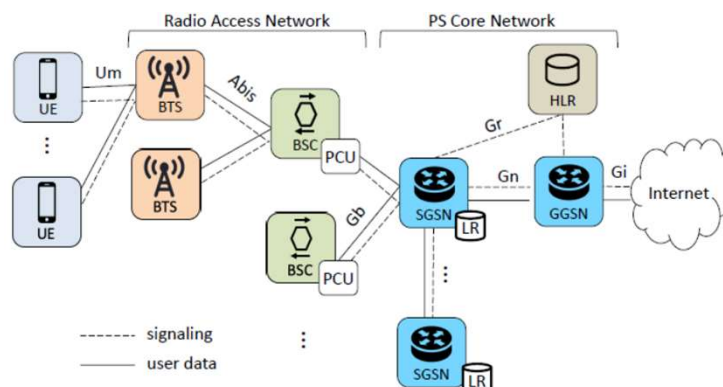 Radio Access Network
PS Core Network
Um
UE
BTS
Abis
BSC
PCU
HLR
Gr
Gn
Gi
SGSN
LR
GGSN
Internet
UE
BTS
Gb
BSC
PCU
SGSN
LR
signaling
user data